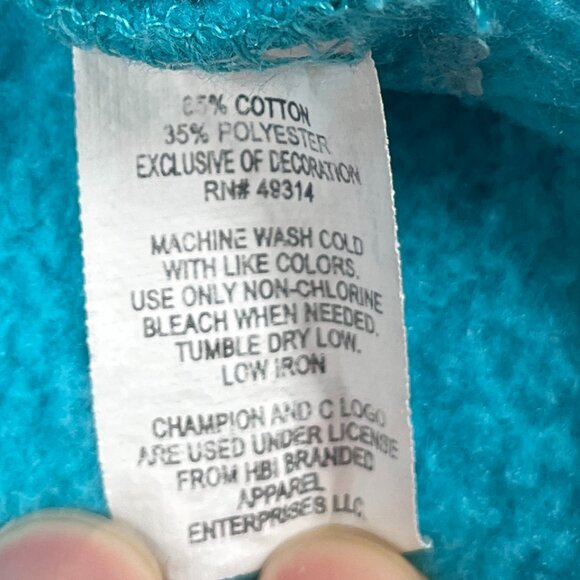 65% COTTON
35% POLYESTER
EXCLUSIVE OF DECORATION
RN# 49314
MACHINE WASH COLD
WITH LIKE COLORS.
USE ONLY NON-CHLORINE
BLEACH WHEN NEEDED.
TUMBLE DRY LOW.
LOW IRON
CHAMPION AND C LOGO
ARE USED UNDER LICENSE
FROM HBI BRANDED
APPAREL
ENTERPRISES LLC.